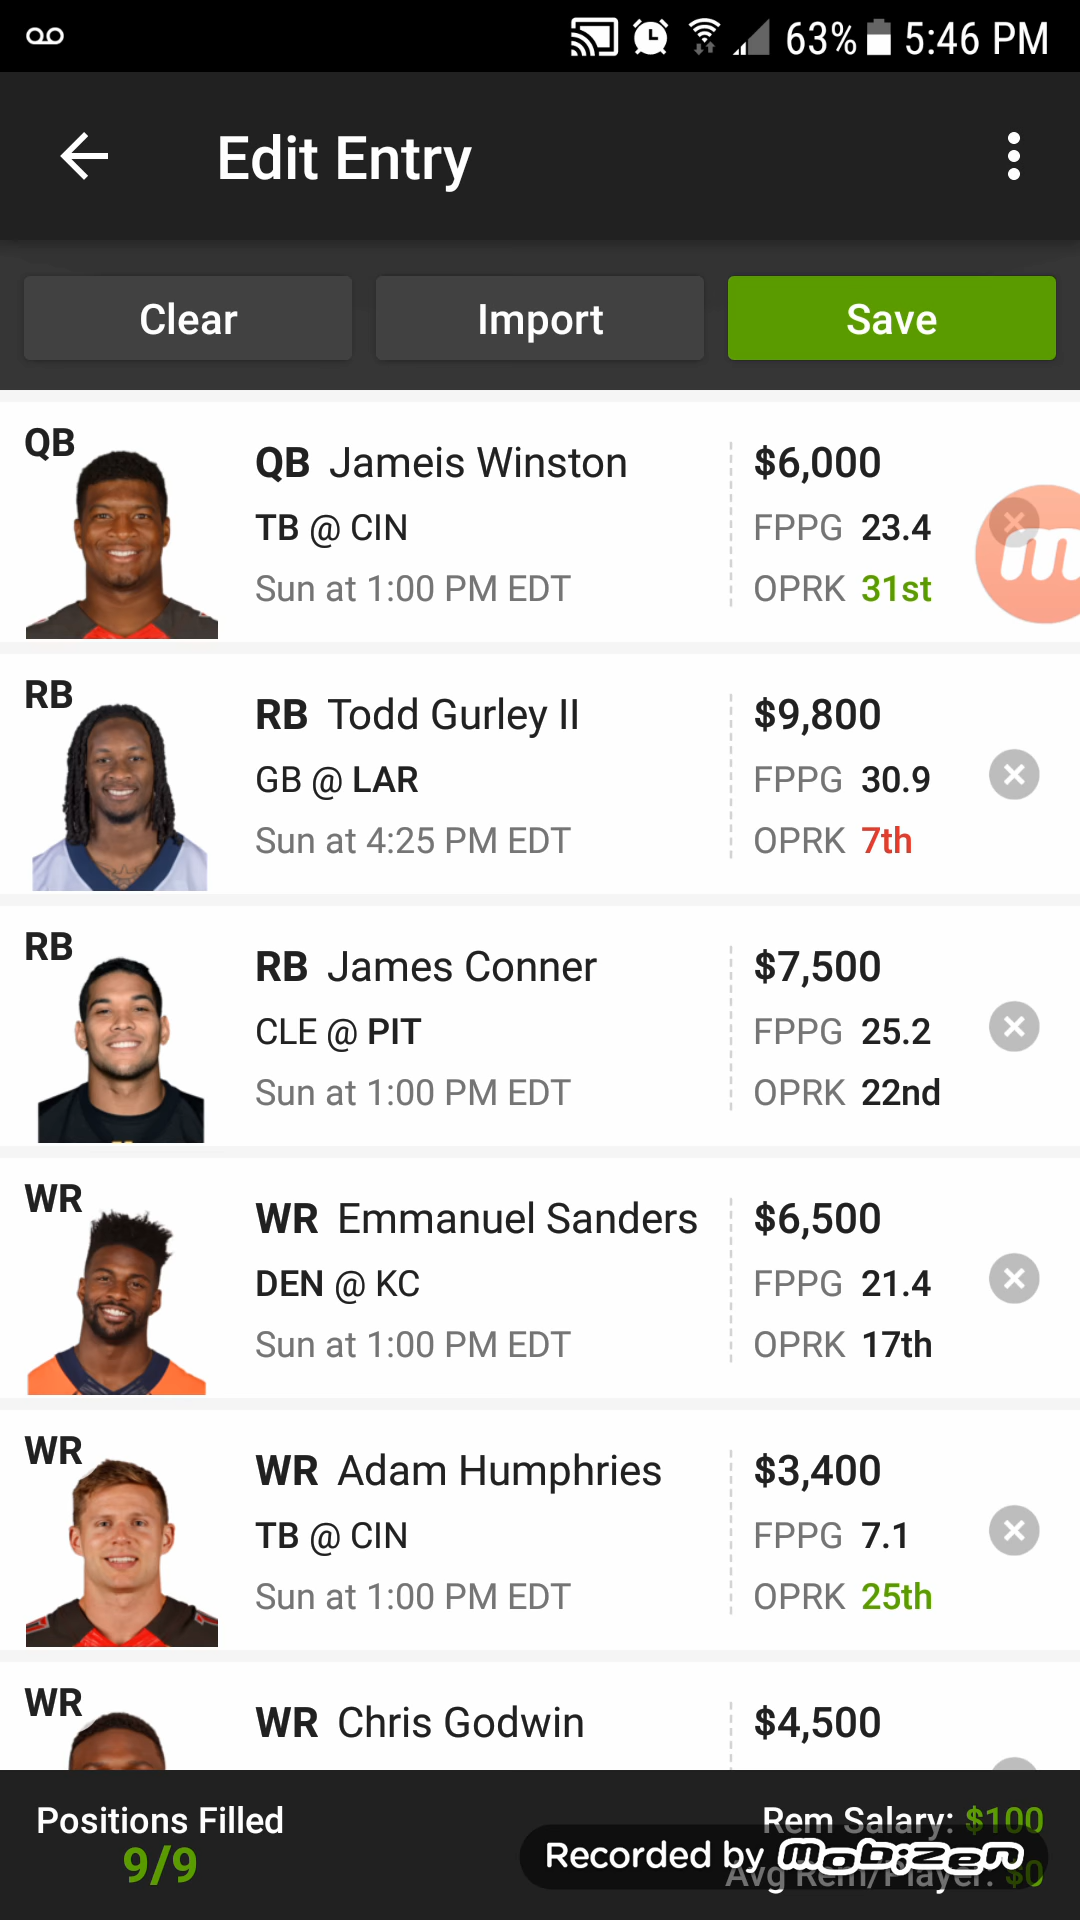 63% 5:46 PM
Edit Entry
Clear Import Save
QB
QB Jameis Winston $6,000
TB @ CIN FPPG 23.4
Sun at 1:00 PM EDT OPRK 31st
m
RB
RB Todd Gurley II $9,800
GB @ LAR FPPG 30.9
Sun at 4:25 PM EDT OPRK 7th
RB
RB James Conner $7,500
CLE @ PIT FPPG 25.2
Sun at 1:00 PM EDT OPRK 22nd
WR
WR Emmanuel Sanders $6,500
DEN @ KC FPPG 21.4
Sun at 1:00 PM EDT OPRK 17th
WR
WR Adam Humphries $3,400
TB @ CIN FPPG 7.1
Sun at 1:00 PM EDT OPRK 25th
WR
WR Chris Godwin $4,500
Positions Filled Rem Salary: $100
9/9 Avg Rem/Player: $0
Recorded by mobizen